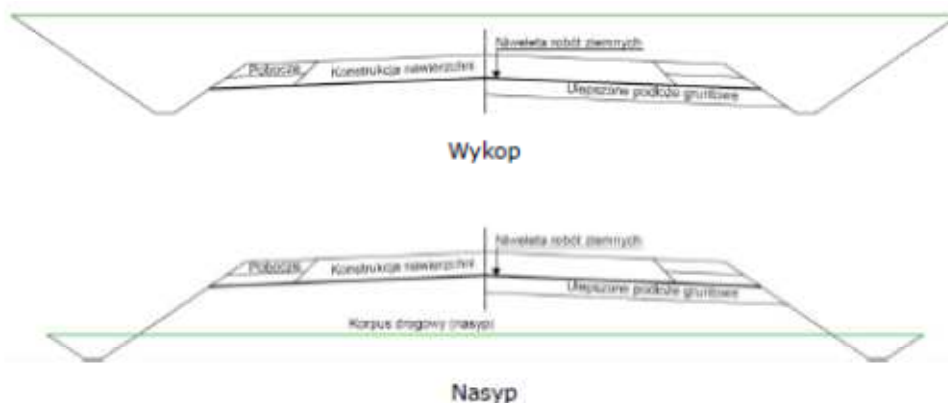 Niweleta robót ziemnych
Pobocze
Konstrukcja nawierzchni
Ulepszone podłoże gruntowe
Wykop
Niweleta robót ziemnych
Pobocze
Konstrukcja nawierzchni
Ulepszone podłoże gruntowe
Korpus drogowy (nasyp)
Nasyp